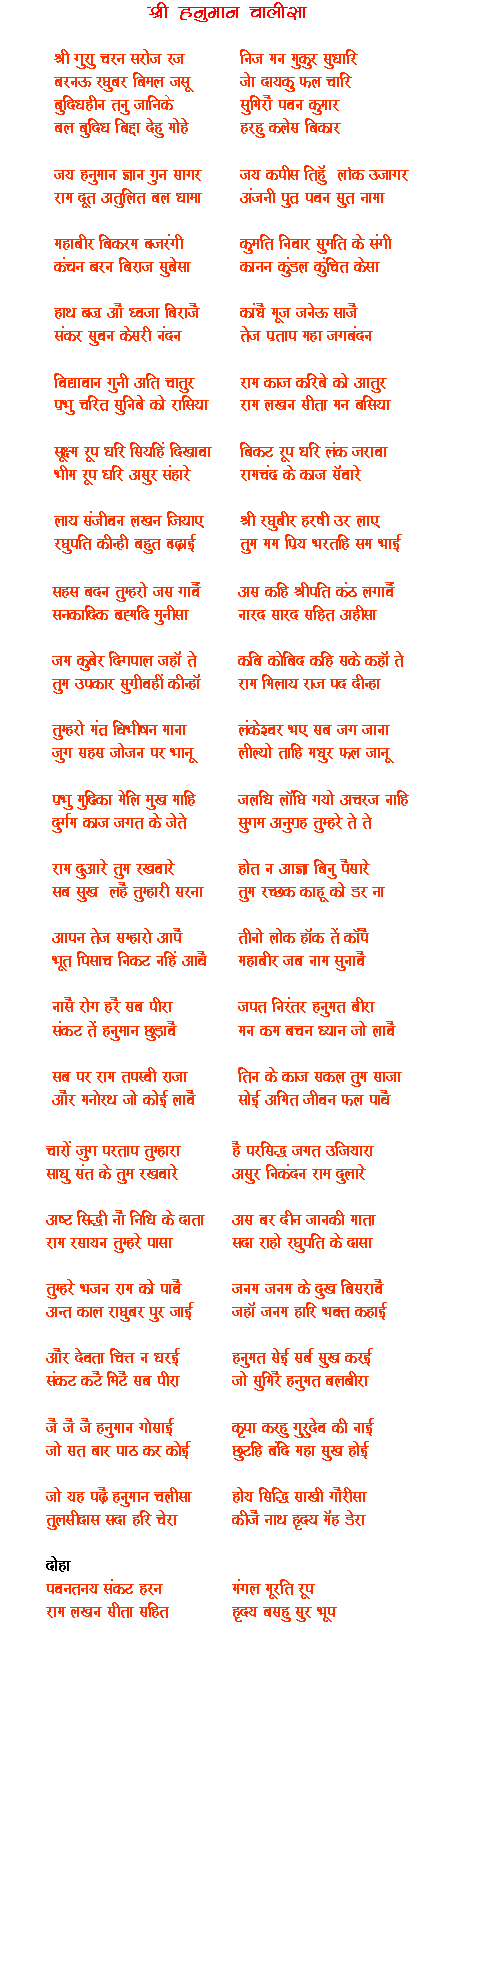 श्री हनुमान चालीशा
श्री गुरु चरन सरोज रज निज मन मुकुर सुधारि
बरनऊ रघुबर बिमल जसू जो दायकु फल चारि
बुदिधहीन तनु जानिके सुमिरौ पवन कुमार
बल बुदिध बिद्दा देहु मोहे हरहु कलेस बिकार
जय हनुमान ज्ञान गुन सागर जय कपीस तिहुॅ लोक उजागर
राम दूत अतुलित बल धामा अंजनी पुत्र पवन सुत नामा
महाबीर बिकरम बजरंगी कुमति निवार सुमति के संगी
कंचन बरन बिराज सुबेसा कानन कुंडल कुंचित केसा
हाथ बज्र औ ध्वजा बिराजै कांधै मूज जनेऊ साजै
संकर सुवन केसरी नंदन तेज प्रताप महा जगबंदन
बिद्यावान गुनी अति चातुर राम काज करिबे को आतुर
प्रभु चरित्र सुनिबे को रासिया राम लखन सीता मन बसिया
सूक्ष्म रूप धरि सियहिं दिखावा बिकट रूप धरि लंक जरावा
भीम रूप धरि असुर संहारे रामचंद्र के काज सॅवारे
लाय संजीवन लखन जियाए श्री रघुबीर हरषी उर लाए
रघुपति कीन्ही बहुत बढ़ाई तुम मम प्रिय भरतहि सम भाई
सहस बदन तुम्हरो जस गावैं अस कहि श्रीपति कंठ लगावैं
सनकादिक ब्रह्मदि मुनीसा नारद सारद सहित अहीसा
जम कुबेर दिगपाल जहाॅ ते कबि कोबिद कहि सके कहाॅ ते
तुम उपकार सुग्रीवहीं कीन्हाॅ राम मिलाय राज पद दीन्हा
तुम्हरो मंत्र विभीषन माना लंकेश्वर भए सब जग जाना
जुग सहस जोजन पर भानू लील्यो ताहि मधुर फल जानू
प्रभु मुद्रिका मेलि मुख माहि जलधि लाॅघि गयो अचरज नाहि
दुर्गम काज जगत के जेते सुगम अनुग्रह तुम्हरे ते ते
राम दुआरे तुम रखवारे होत न आज्ञा बिनु पैसारे
सब सुख लहै तुम्हारी सरना तुम रच्छक काहू को डर ना
आपन तेज सम्हारो आपै तीनो लोक हाॅक तें काॅपै
भूत पिसाच निकट नहिं आवै महाबीर जब नाम सुनावै
नासै रोग हरै सब पीरा जपत निरंतर हनुमत बीरा
संकट तें हनुमान छुड़ावै मन क्रम बचन ध्यान जो लावै
सब पर राम तपस्वी राजा तिन के काज सकल तुम साजा
और मनोरथ जो कोई लावै सोई अमित जीवन फल पावै
चारों जुग परताप तुम्हारा है परसिद्ध जगत उजियारा
साधु संत के तुम रखवारे असुर निकंदन राम दुलारे
अष्ट सिद्धी नौ निधि के दाता अस बर दीन जानकी माता
राम रसायन तुम्हरे पासा सदा राहो रघुपति के दासा
तुम्हरे भजन राम को पावै जनम जनम के दुख बिसरावै
अन्त काल राघुबर पुर जाई जहाॅ जनम हारि भक्त कहाई
और देवता चित्त न धरई हनुमत सेई सर्ब सुख करई
संकट कटै मिटै सब पीरा जो सुमिरै हनुमत बलबीरा
जै जै जै हनुमान गोसाई कृपा करहु गुरुदेव की नाई
जो सत बार पाठ कर कोई छुटहि बंदि महा सुख होई
जो यह पढ़ै हनुमान चलीसा होय सिद्धि साखी गौरीसा
तुलसीदास सदा हरि चेरा कीजै नाथ हृदय मॅह डेरा
दोहा
पवनतनय संकट हरन मंगल मूरति रूप
राम लखन सीता सहित हृदय बसहु सुर भूप